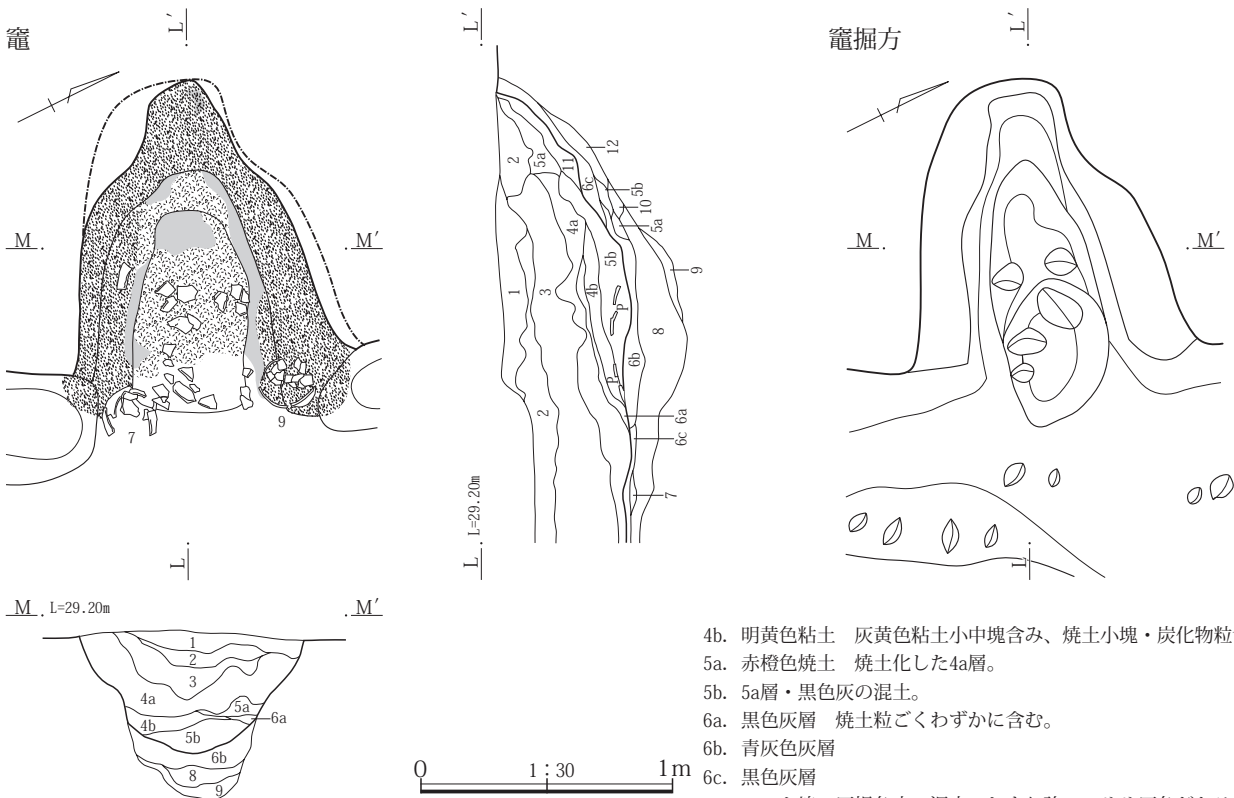 竈
L′
L′
竈掘方
L′
M
M′
M
M′
7
9
L
2
5a
11
6c
12
5b
10
5a
9
4a
5b
1
3
4b
P
8
6b
P
2
6a
6c
7
L=29.20m
L
L
M
L=29.20m
M′
1
2
3
4a
5a
6a
4b
5b
6b
8
9
0
1：30
1m
4b. 明黄色粘土 灰黄色粘土小中塊含み、焼土小塊・炭化物粒
5a. 赤橙色焼土 焼土化した4a層。
5b. 5a層・黒色灰の混土。
6a. 黒色灰層 焼土粒ごくわずかに含む。
6b. 青灰色灰層
6c. 黒色灰層